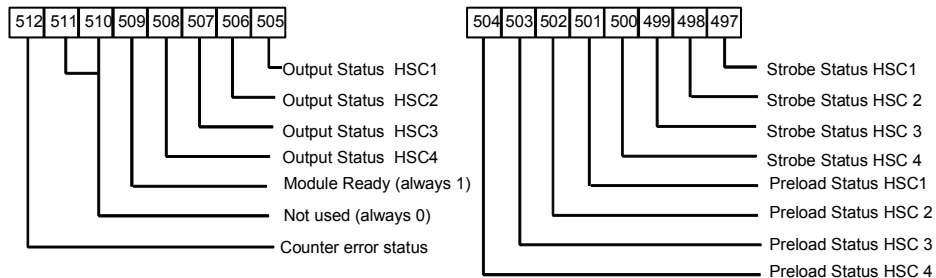 512 511 510 509 508 507 506 505
Output Status HSC1
Output Status HSC2
Output Status HSC3
Output Status HSC4
Module Ready (always 1)
Not used (always 0)
Counter error status
504 503 502 501 500 499 498 497
Strobe Status HSC1
Strobe Status HSC 2
Strobe Status HSC 3
Strobe Status HSC 4
Preload Status HSC1
Preload Status HSC 2
Preload Status HSC 3
Preload Status HSC 4